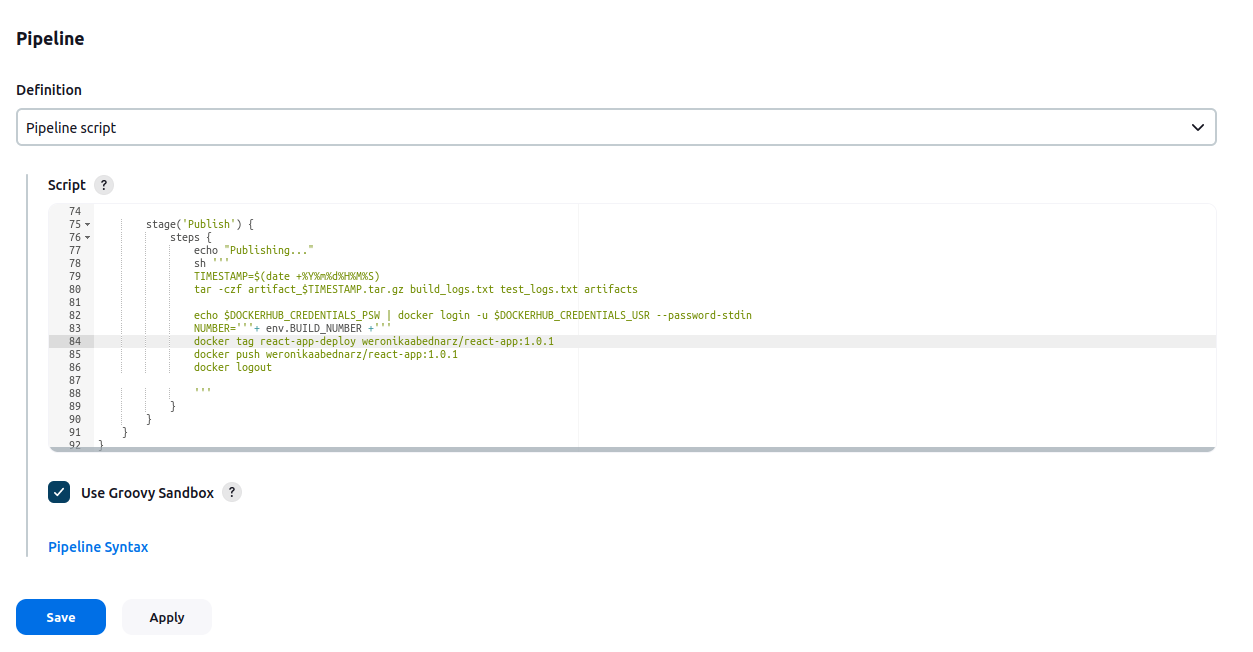 Pipeline
Definition
Pipeline script
Script ?
74
75 stage('Publish') {
76 steps {
77 echo "Publishing..."
78 sh '''
79 TIMESTAMP=$(date +%Y%m%d%H%M%S)
80 tar -czf artifact_$TIMESTAMP.tar.gz build_logs.txt test_logs.txt artifacts
81
82 echo $DOCKERHUB_CREDENTIALS_PSW | docker login -u $DOCKERHUB_CREDENTIALS_USR --password-stdin
83 NUMBER='''+ env.BUILD_NUMBER +'''
84 docker tag react-app-deploy weronikaabednarz/react-app:1.0.1
85 docker push weronikaabednarz/react-app:1.0.1
86 docker logout
87
88 '''
89 }
90 }
91 }
92 }
Use Groovy Sandbox ?
Pipeline Syntax
Save Apply